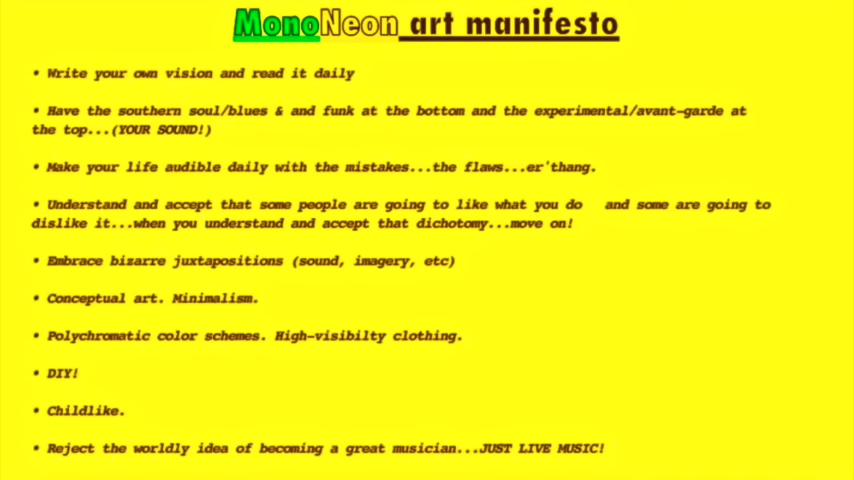 MonoNeon art manifesto
• Write your own vision and read it daily
• Have the southern soul/blues & and funk at the bottom and the experimental/avant-garde at
the top...(YOUR SOUND!)
• Make your life audible daily with the mistakes...the flaws...er'thang.
• Understand and accept that some people are going to like what you do and some are going to
dislike it...when you understand and accept that dichotomy...move on!
• Embrace bizarre juxtapositions (sound, imagery, etc)
• Conceptual art. Minimalism.
• Polychromatic color schemes. High-visibilty clothing.
• DIY!
• Childlike.
• Reject the worldly idea of becoming a great musician...JUST LIVE MUSIC!